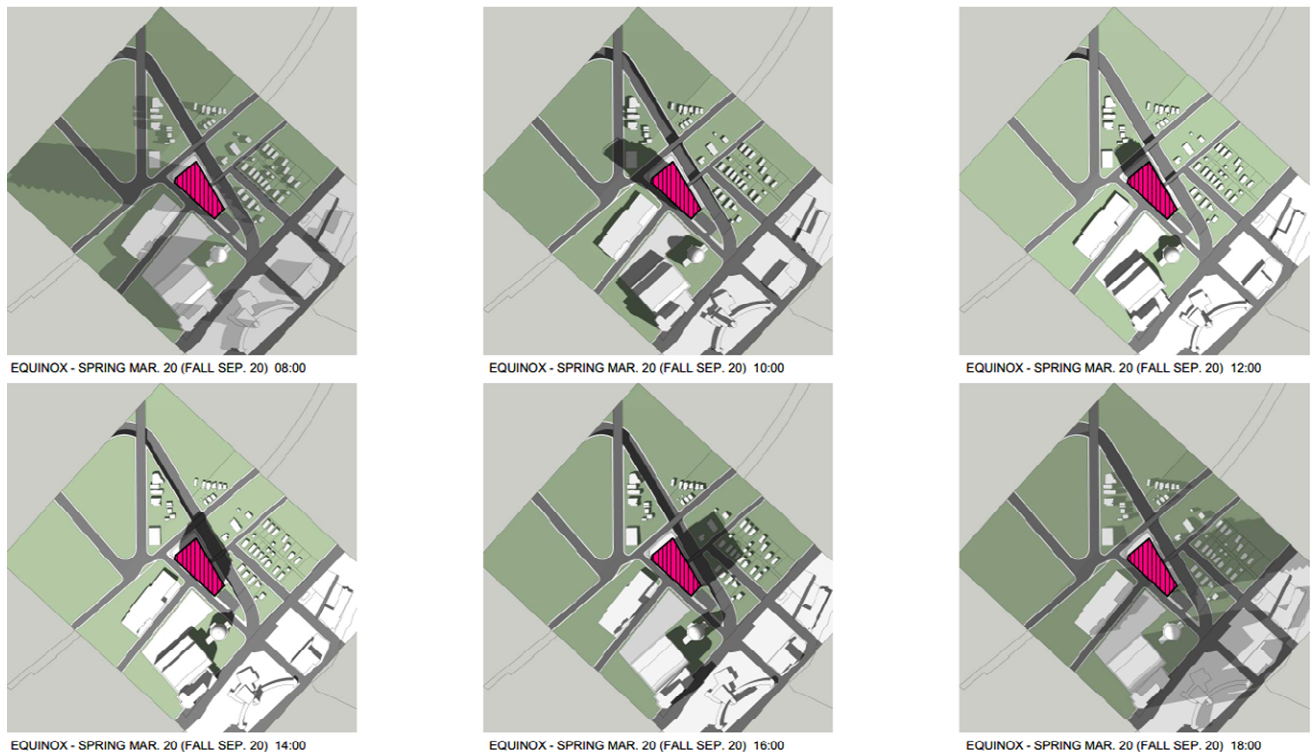 EQUINOX - SPRING MAR. 20 (FALL SEP. 20)  08:00
EQUINOX - SPRING MAR. 20 (FALL SEP. 20)  10:00
EQUINOX - SPRING MAR. 20 (FALL SEP. 20)  12:00
EQUINOX - SPRING MAR. 20 (FALL SEP. 20)  14:00
EQUINOX - SPRING MAR. 20 (FALL SEP. 20)  16:00
EQUINOX - SPRING MAR. 20 (FALL SEP. 20)  18:00